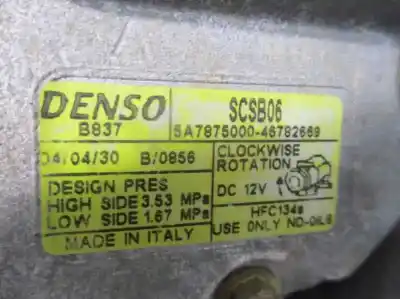 DENSO
B837
SCSB06
5A7875000-46782669
04/04/30 B/0856
CLOCKWISE
ROTATION
DC 12V
DESIGN PRES
HIGH SIDE 3.53 MPa
LOW SIDE 1.67 MPa
HFC134a
USE ONLY ND-OIL8
MADE IN ITALY